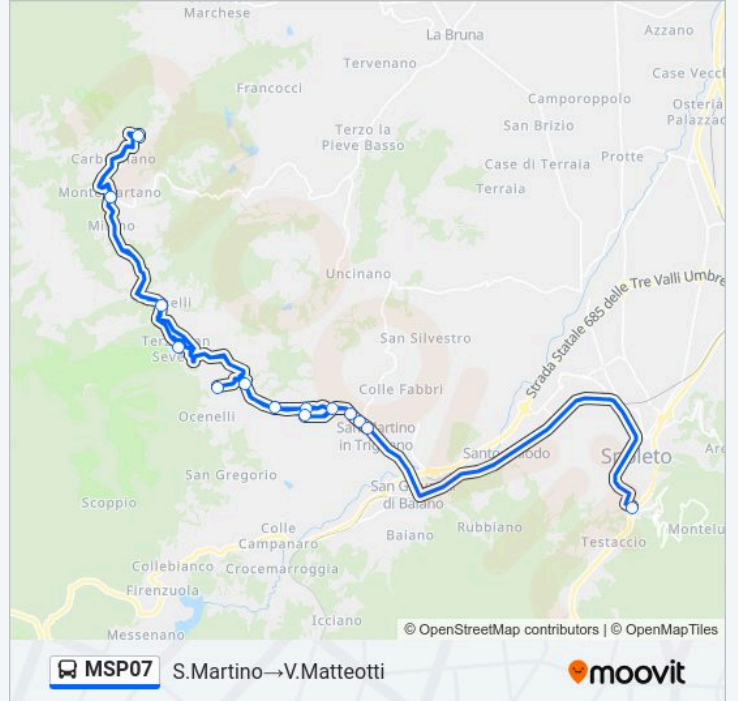 Marchese
La Bruna
Azzano
Tervenano
Case Vecc
Francocci
Camporoppolo
Osteria
Palazzac
San Brizio
Terzo la
Pieve Basso
Protte
Case di Terraia
Terraia
Uncinano
Strada Statale 685 delle Tre Valli Umbre
San Silvestro
Colle Fabbri
Ocenelli
San Martino
in Trignano
San Gregorio
di Baiano
Scoppio
Baiano
Rubbiano
Colle
Campanaro
Testaccio
Montelu
Collebianco
Crocemarroggia
Firenzuola
Icciano
Messenano
© OpenStreetMap contributors | © OpenMapTiles
MSP07 S.Martino→V.Matteotti
moovit